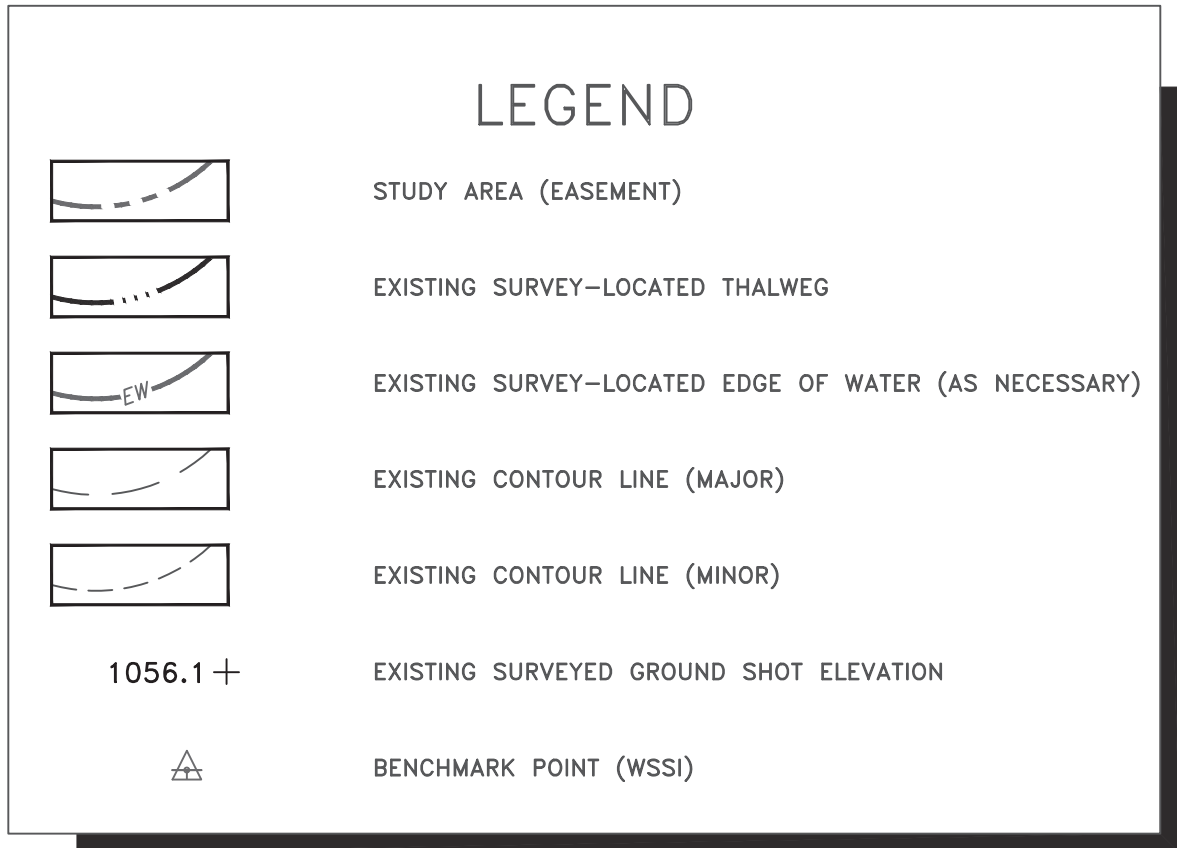 LEGEND
STUDY AREA (EASEMENT)
EXISTING SURVEY-LOCATED THALWEG
EW EXISTING SURVEY-LOCATED EDGE OF WATER (AS NECESSARY)
EXISTING CONTOUR LINE (MAJOR)
EXISTING CONTOUR LINE (MINOR)
1056.1+ EXISTING SURVEYED GROUND SHOT ELEVATION
BENCHMARK POINT (WSSI)